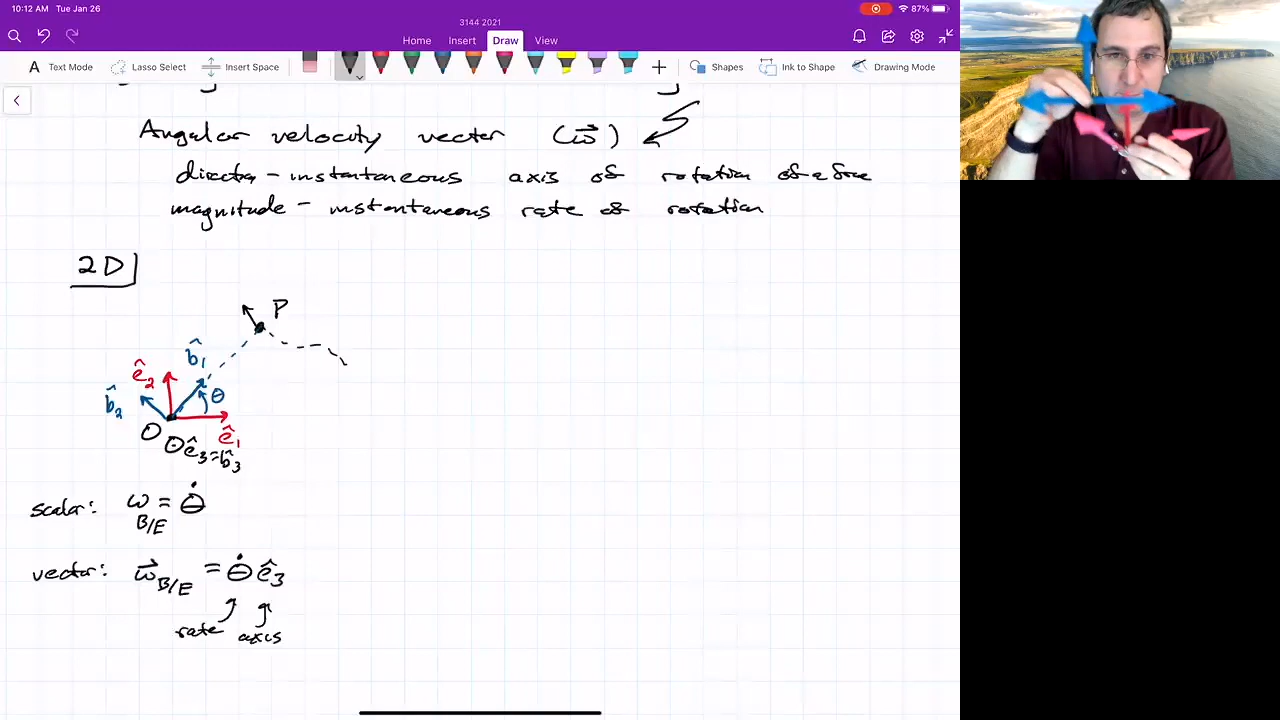 10:12 AM Tue Jan 26
87%
3144 2021
Home Insert Draw View
A Text Mode Lasso Select Insert Space Shapes Ink to Shape Drawing Mode
Angular velocity vector (ω⃗)
direction - instantaneous axis of rotation of a
magnitude - instantaneous rate of rotation
2D
P
b̂₁
ê₂
θ
b̂₂
ê₁
O
ê₃=b̂₃
scalar: ω B/E = θ̇
vector: ω⃗ B/E = θ̇ ê₃
rate axis